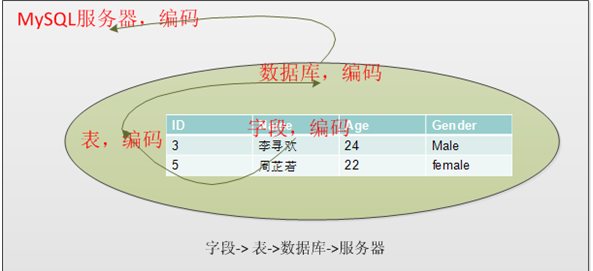 MySQL服务器，编码
数据库，编码
表，编码
字段，编码
ID Name Age Gender
3 李寻欢 24 Male
5 周芷若 22 female
字段-> 表->数据库->服务器